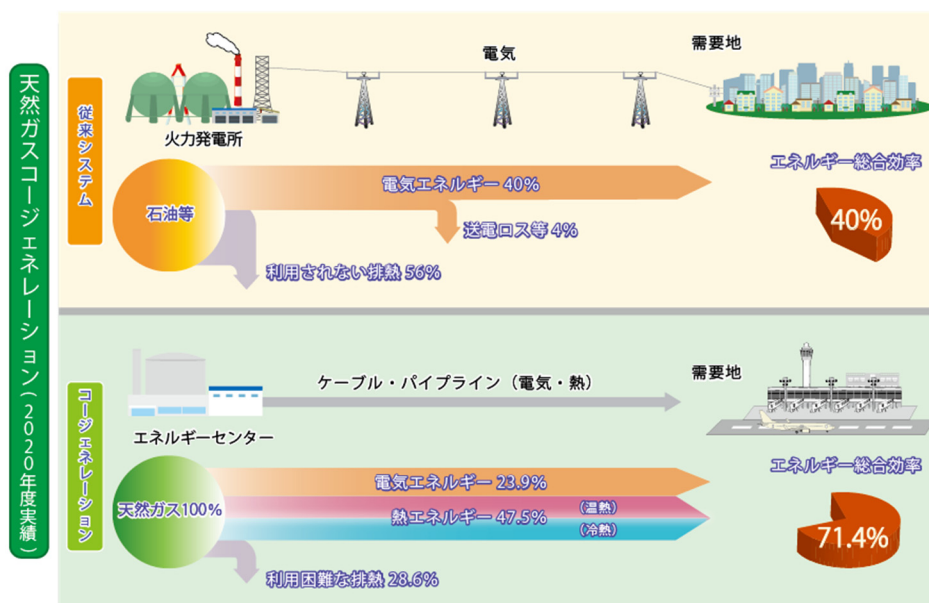 天然ガスコージェネレーション(2020年度実績)
従来システム
火力発電所
電気
需要地
エネルギー総合効率
石油等
電気エネルギー 40%
送電ロス等 4%
利用されない排熱 56%
40%
コージェネレーション
エネルギーセンター
ケーブル・パイプライン(電気・熱)
需要地
エネルギー総合効率
天然ガス100%
電気エネルギー 23.9%
熱エネルギー 47.5%
(温熱)
(冷熱)
利用困難な排熱 28.6%
71.4%